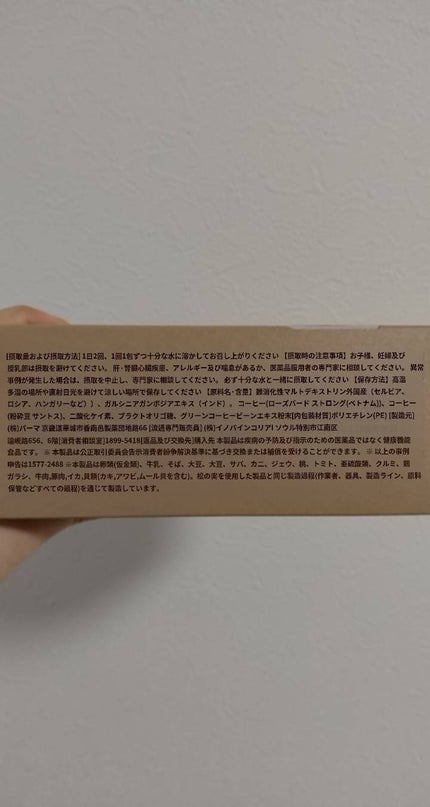 [摂取量および摂取方法] 1日2回、1回1包ずつ十分な水に溶かしてお召し上がりください 【摂取時の注意事項】お子様、妊婦及び
授乳部は摂取を避けてください。 肝·腎臓心臓疾患、アレルギー及び喘息があるか、医薬品服用者の専門家に相談してください。 異常
事例が発生した場合は、摂取を中止し、専門家に相談してください。 必ず十分な水と一緒に摂取してください 【保存方法】高温
多湿の場所や直射日光を避けて涼しい場所で保存してください 【原料名·含量】難消化性マルトデキストリン外国産（セルビア、
ロシア、ハンガリーなど））、ガルシニアガンボジアエキス（インド）。 コーヒー(ローズバード ストロング(ベトナム))、コーヒー
(粉砕豆 サントス)、二酸化ケイ素、フラクトオリゴ糖、グリーンコーヒービーンエキス粉末[内包装材質]ポリエチレン(PE) [製造元]
(株)パーマ 京畿道華城市香南邑製薬団地路66 [流通専門販売員] (株)イノバインコリアI ソウル特別市江南区
論峴路656、6階[消費者相談室]1899-5418[返品及び交換先]購入先 本製品は疾病の予防及び指示のための医薬品ではなく健康機能
食品です。 ※ 本製品は公正取引委員会告示消費者紛争解決基準に基づき交換または補償を受けることができます。 ※ 以上の事例
申告は1577-2488 ※本製品は卵類(仮金類)、牛乳、そば、大豆、大豆、サバ、カニ、ジェウ、桃、トミト、亜硫酸類、クルミ、鶏
ガラシ、牛肉,豚肉,イカ,貝類(カキ,アワビ,ムール貝を含む)。松の実を使用した製品と同じ製造過程(作業者、器具、製造ライン、原料
保管などすべての過程)を通じて製造しています。